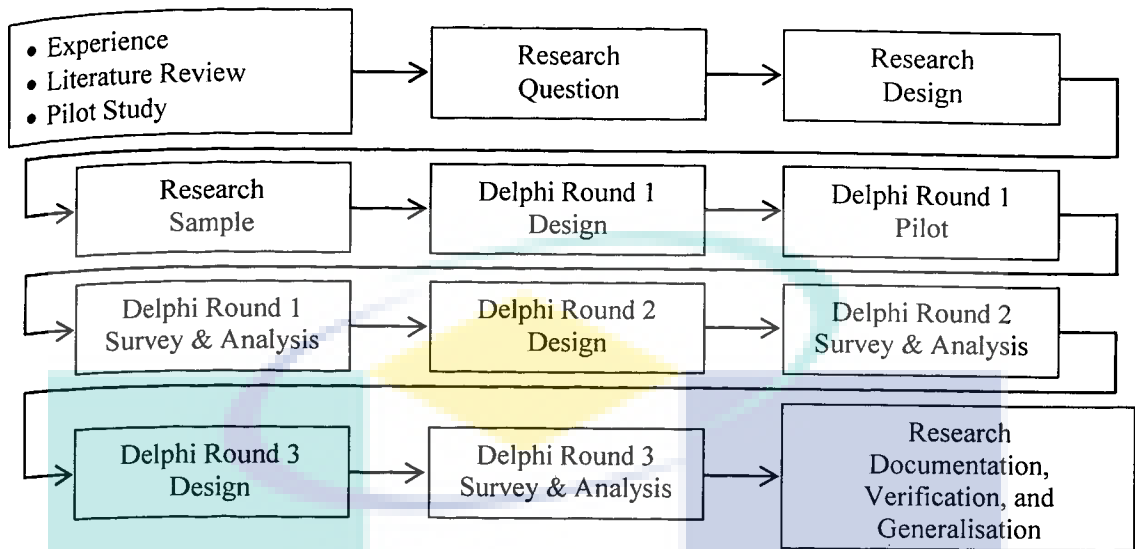 • Experience
• Literature Review
• Pilot Study
Research
Question
Research
Design
Research
Sample
Delphi Round 1
Design
Delphi Round 1
Pilot
Delphi Round 1
Survey & Analysis
Delphi Round 2
Design
Delphi Round 2
Survey & Analysis
Delphi Round 3
Design
Delphi Round 3
Survey & Analysis
Research
Documentation,
Verification, and
Generalisation